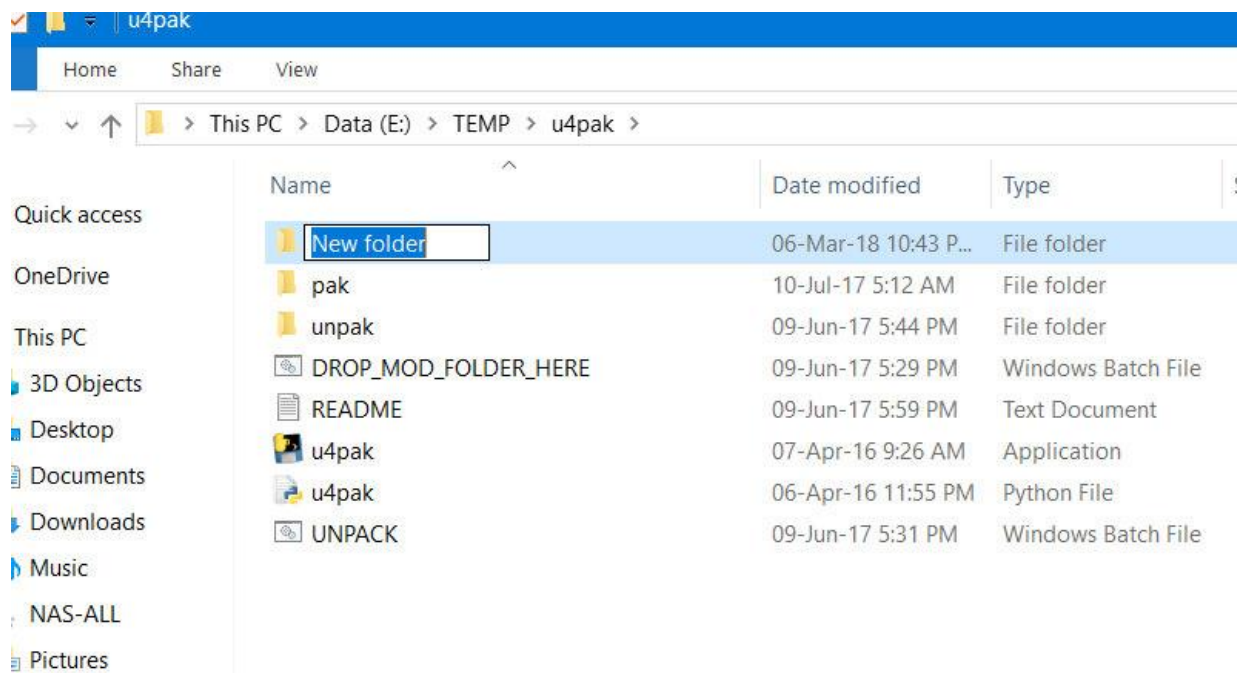 u4pak
Home Share View
This PC > Data (E:) > TEMP > u4pak >
Name Date modified Type
Quick access
New folder 06-Mar-18 10:43 P... File folder
OneDrive
pak 10-Jul-17 5:12 AM File folder
unpak 09-Jun-17 5:44 PM File folder
This PC
DROP_MOD_FOLDER_HERE 09-Jun-17 5:29 PM Windows Batch File
3D Objects
README 09-Jun-17 5:59 PM Text Document
Desktop
u4pak 07-Apr-16 9:26 AM Application
Documents
u4pak 06-Apr-16 11:55 PM Python File
Downloads
UNPACK 09-Jun-17 5:31 PM Windows Batch File
Music
NAS-ALL
Pictures